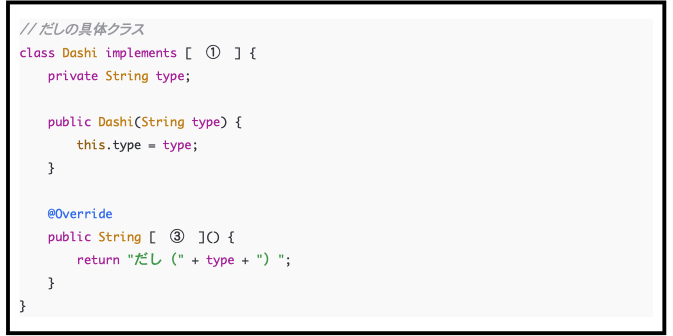 // だしの具体クラス
class Dashi implements [ ① ] {
    private String type;

    public Dashi(String type) {
        this.type = type;
    }

    @Override
    public String [ ③ ]() {
        return "だし（" + type + "）";
    }
}